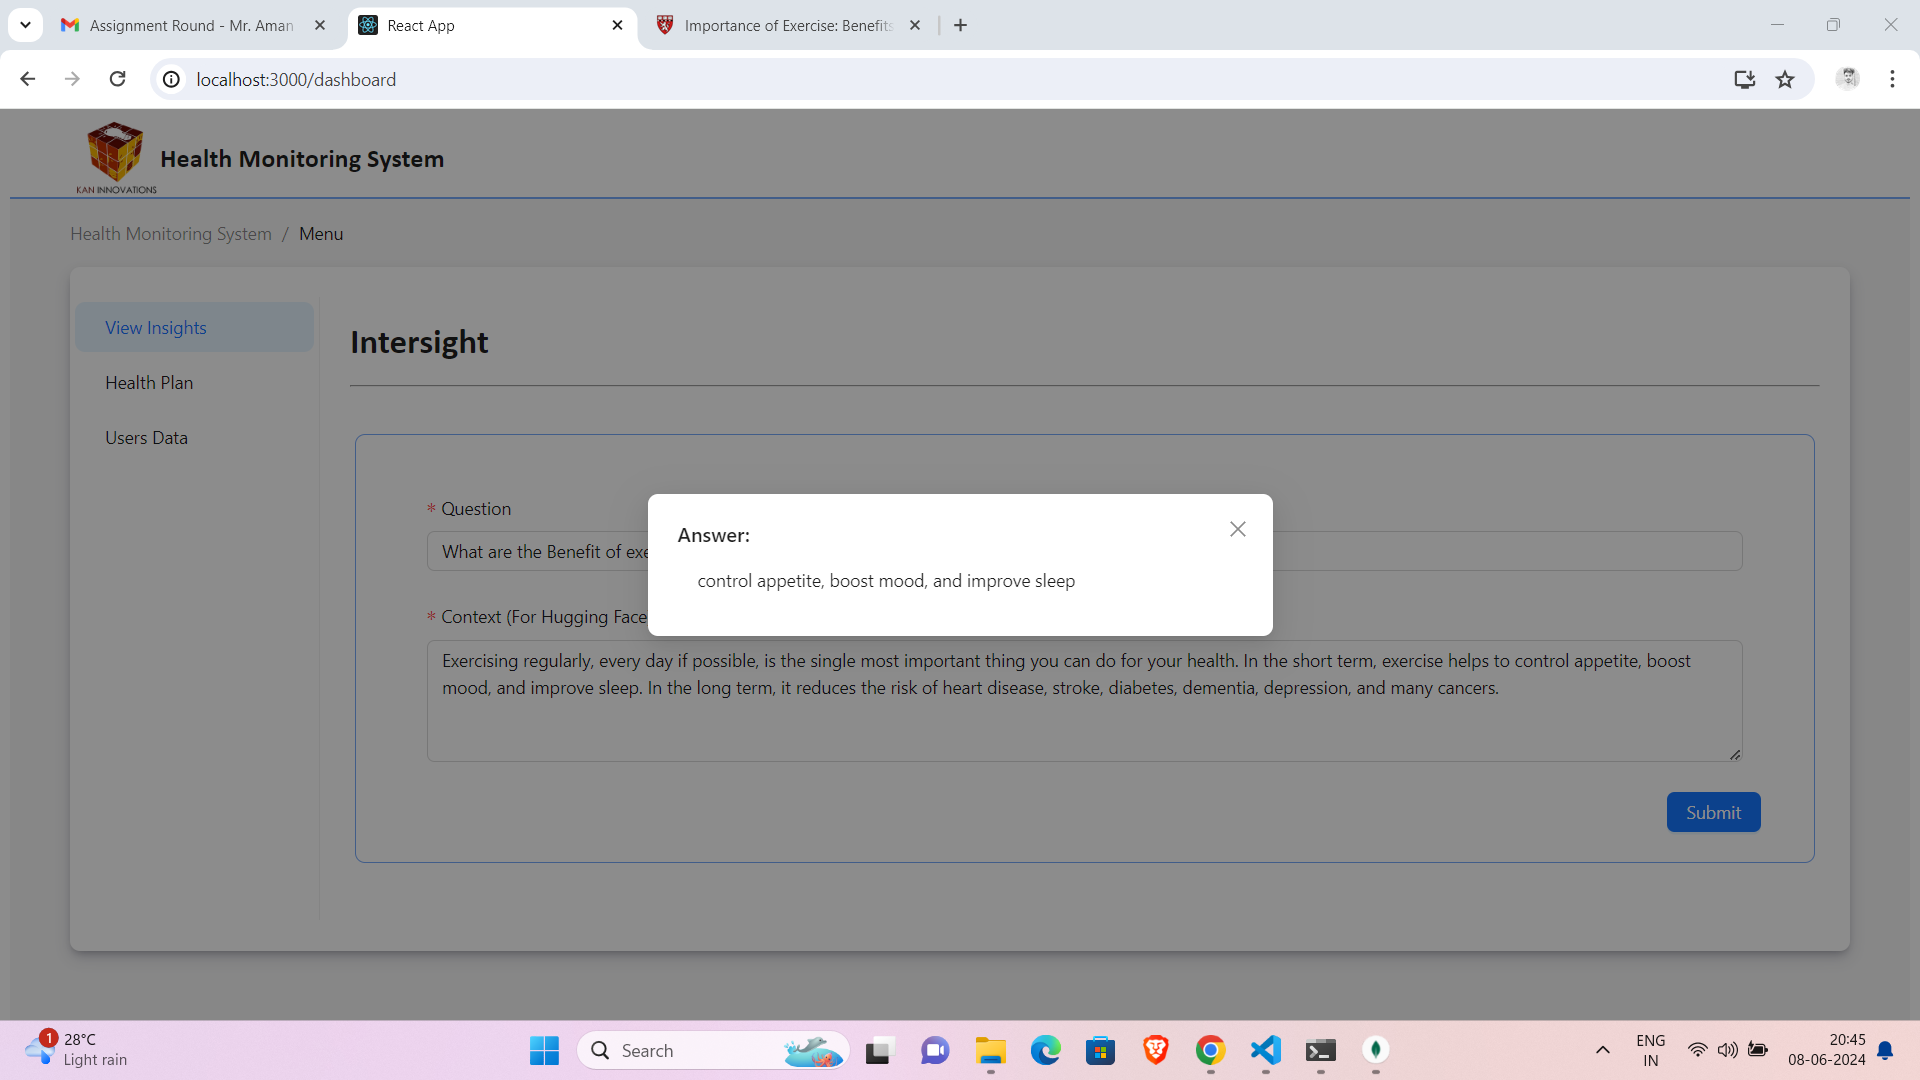 Assignment Round - Mr. Aman
React App
Importance of Exercise: Benefits
localhost:3000/dashboard
KAN INNOVATIONS
Health Monitoring System
Health Monitoring System / Menu
View Insights
Health Plan
Users Data
Intersight
* Question
What are the Benefit of exe
Answer:
control appetite, boost mood, and improve sleep
* Context (For Hugging Face
Exercising regularly, every day if possible, is the single most important thing you can do for your health. In the short term, exercise helps to control appetite, boost
mood, and improve sleep. In the long term, it reduces the risk of heart disease, stroke, diabetes, dementia, depression, and many cancers.
Submit
1
28°C
Light rain
Search
ENG
IN
20:45
08-06-2024